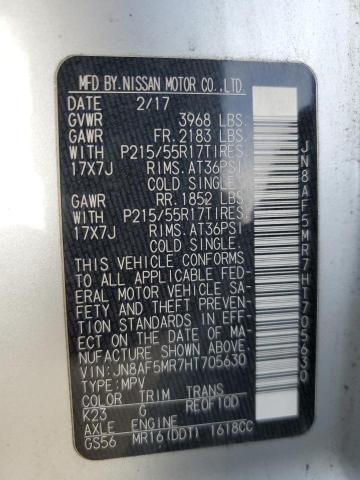 MFD.BY.NISSAN MOTOR CO.,LTD.
DATE 2/17
GVWR 3968 LBS.
GAWR FR. 2183 LBS.
WITH P215/55R17TIRES.
17X7J RIMS.AT36PSI
COLD SINGLE.
GAWR RR. 1852 LBS
WITH P215/55R17TIRES.
17X7J RIMS.AT36PSI
COLD SINGLE.
THIS VEHICLE CONFORMS
TO ALL APPLICABLE FED-
ERAL MOTOR VEHICLE SA-
FETY AND THEFT PREVEN-
TION STANDARDS IN EFF-
ECT ON THE DATE OF MA-
NUFACTURE SHOWN ABOVE.
VIN:JN8AF5MR7HT705630
TYPE:MPV
COLOR TRIM TRANS
K23 G RE0F10D
AXLE ENGINE
GS56 MR16(DDT) 1618CC
JN8AF5MR7HT705630